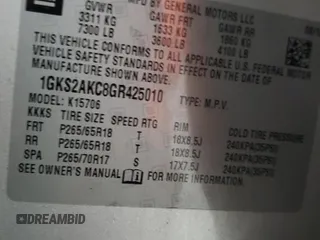 MFD BY GENERAL MOTORS LLC
GVWR GAWR FRT GAWR RR
3311 KG 1633 KG 1860 KG
7300 LB 3600 LB 4100 LB
THIS VEHICLE CONFORMS TO ALL APPLICABLE U.S. FEDERAL MOTOR
VEHICLE SAFETY STANDARDS IN EFFECT ON THE DATE OF
MANUFACTURE SHOWN ABOVE.
1GKS2AKC8GR425010
MODEL: K15706 TYPE: M.P.V.
KKKS TIRE SIZE SPEED RTG RIM COLD TIRE PRESSURE
FRT P265/65R18 T 18X8.5J 240KPA(35PSI)
RR P265/65R18 T 18X8.5J 240KPA(35PSI)
SPA P265/70R17 T 17X7.5J 240KPA(35PSI)
SEE OWNER'S MANUAL FOR MORE INFORMATION.
DREAMBID